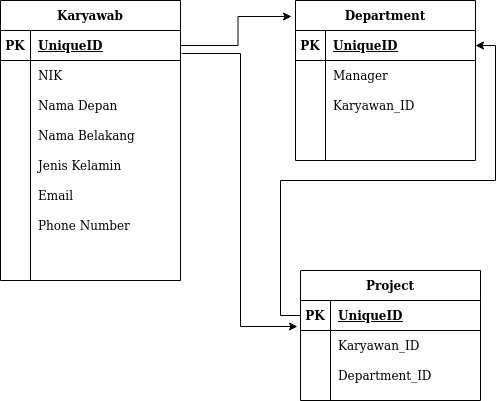 Karyawab
PK UniqueID
NIK
Nama Depan
Nama Belakang
Jenis Kelamin
Email
Phone Number
Department
PK UniqueID
Manager
Karyawan_ID
Project
PK UniqueID
Karyawan_ID
Department_ID